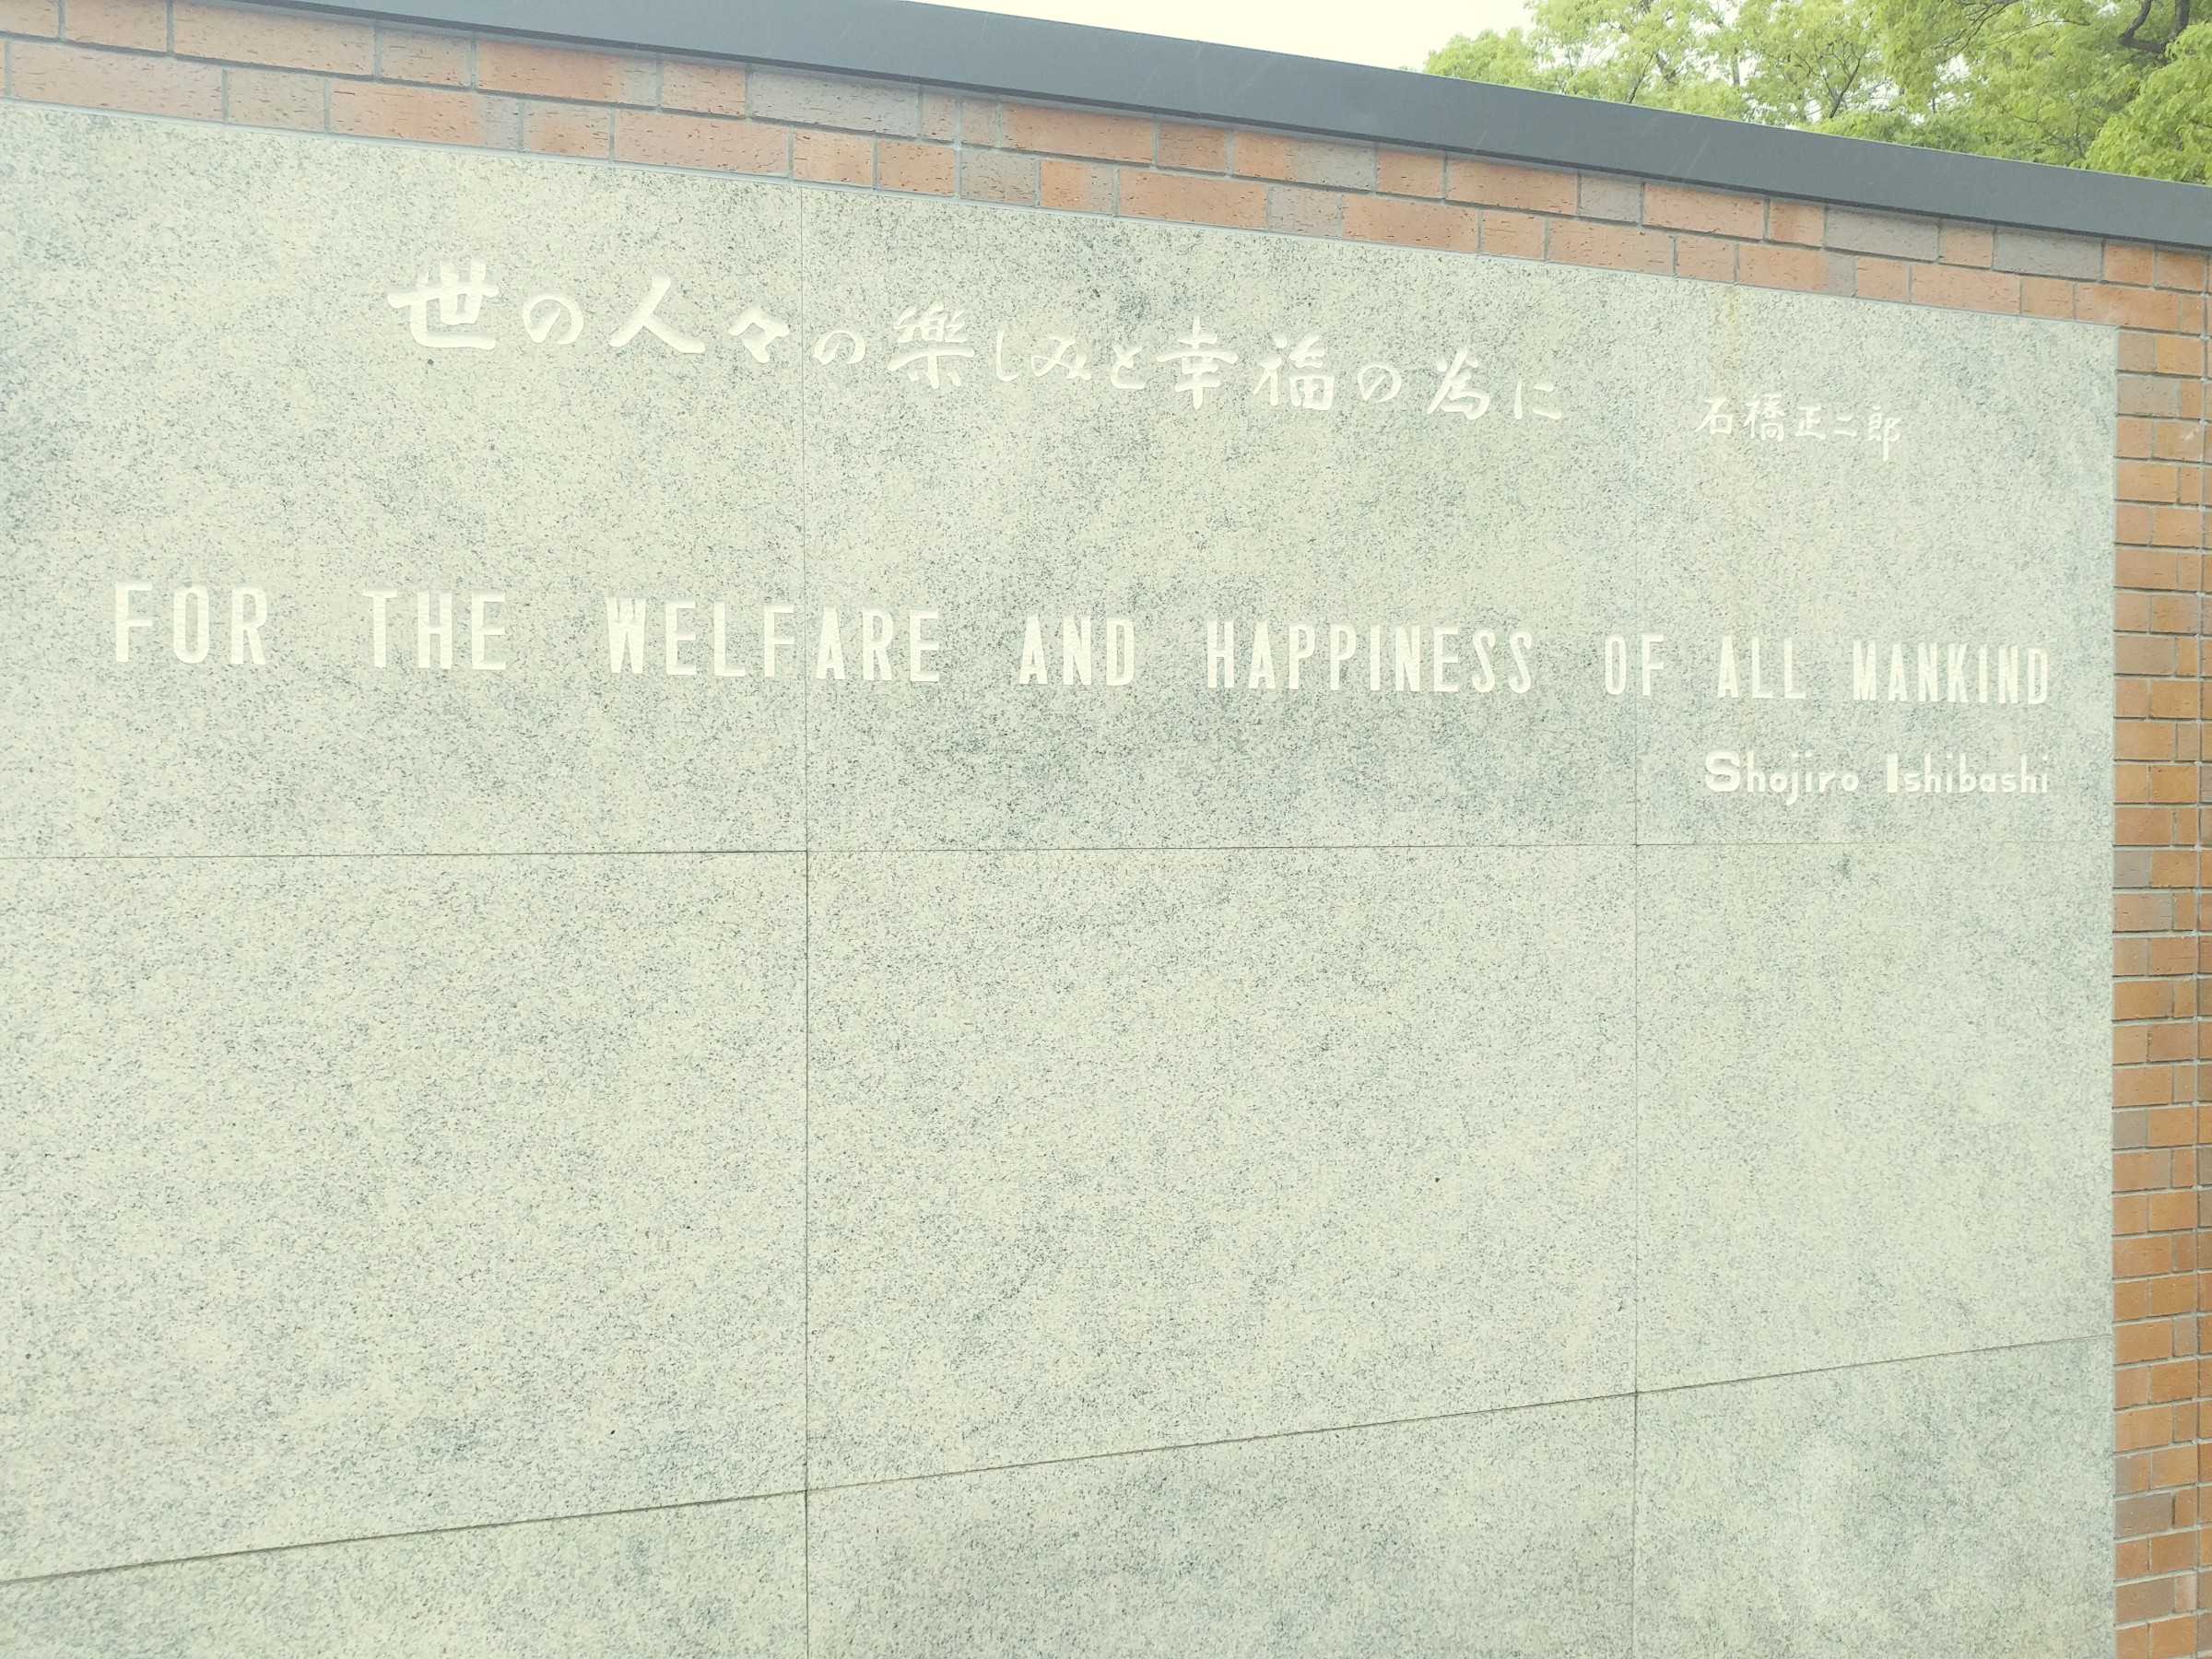 世の人々の樂しみと幸福の為に 石橋正二郎
FOR THE WELFARE AND HAPPINESS OF ALL MANKIND
Shojiro Ishibashi